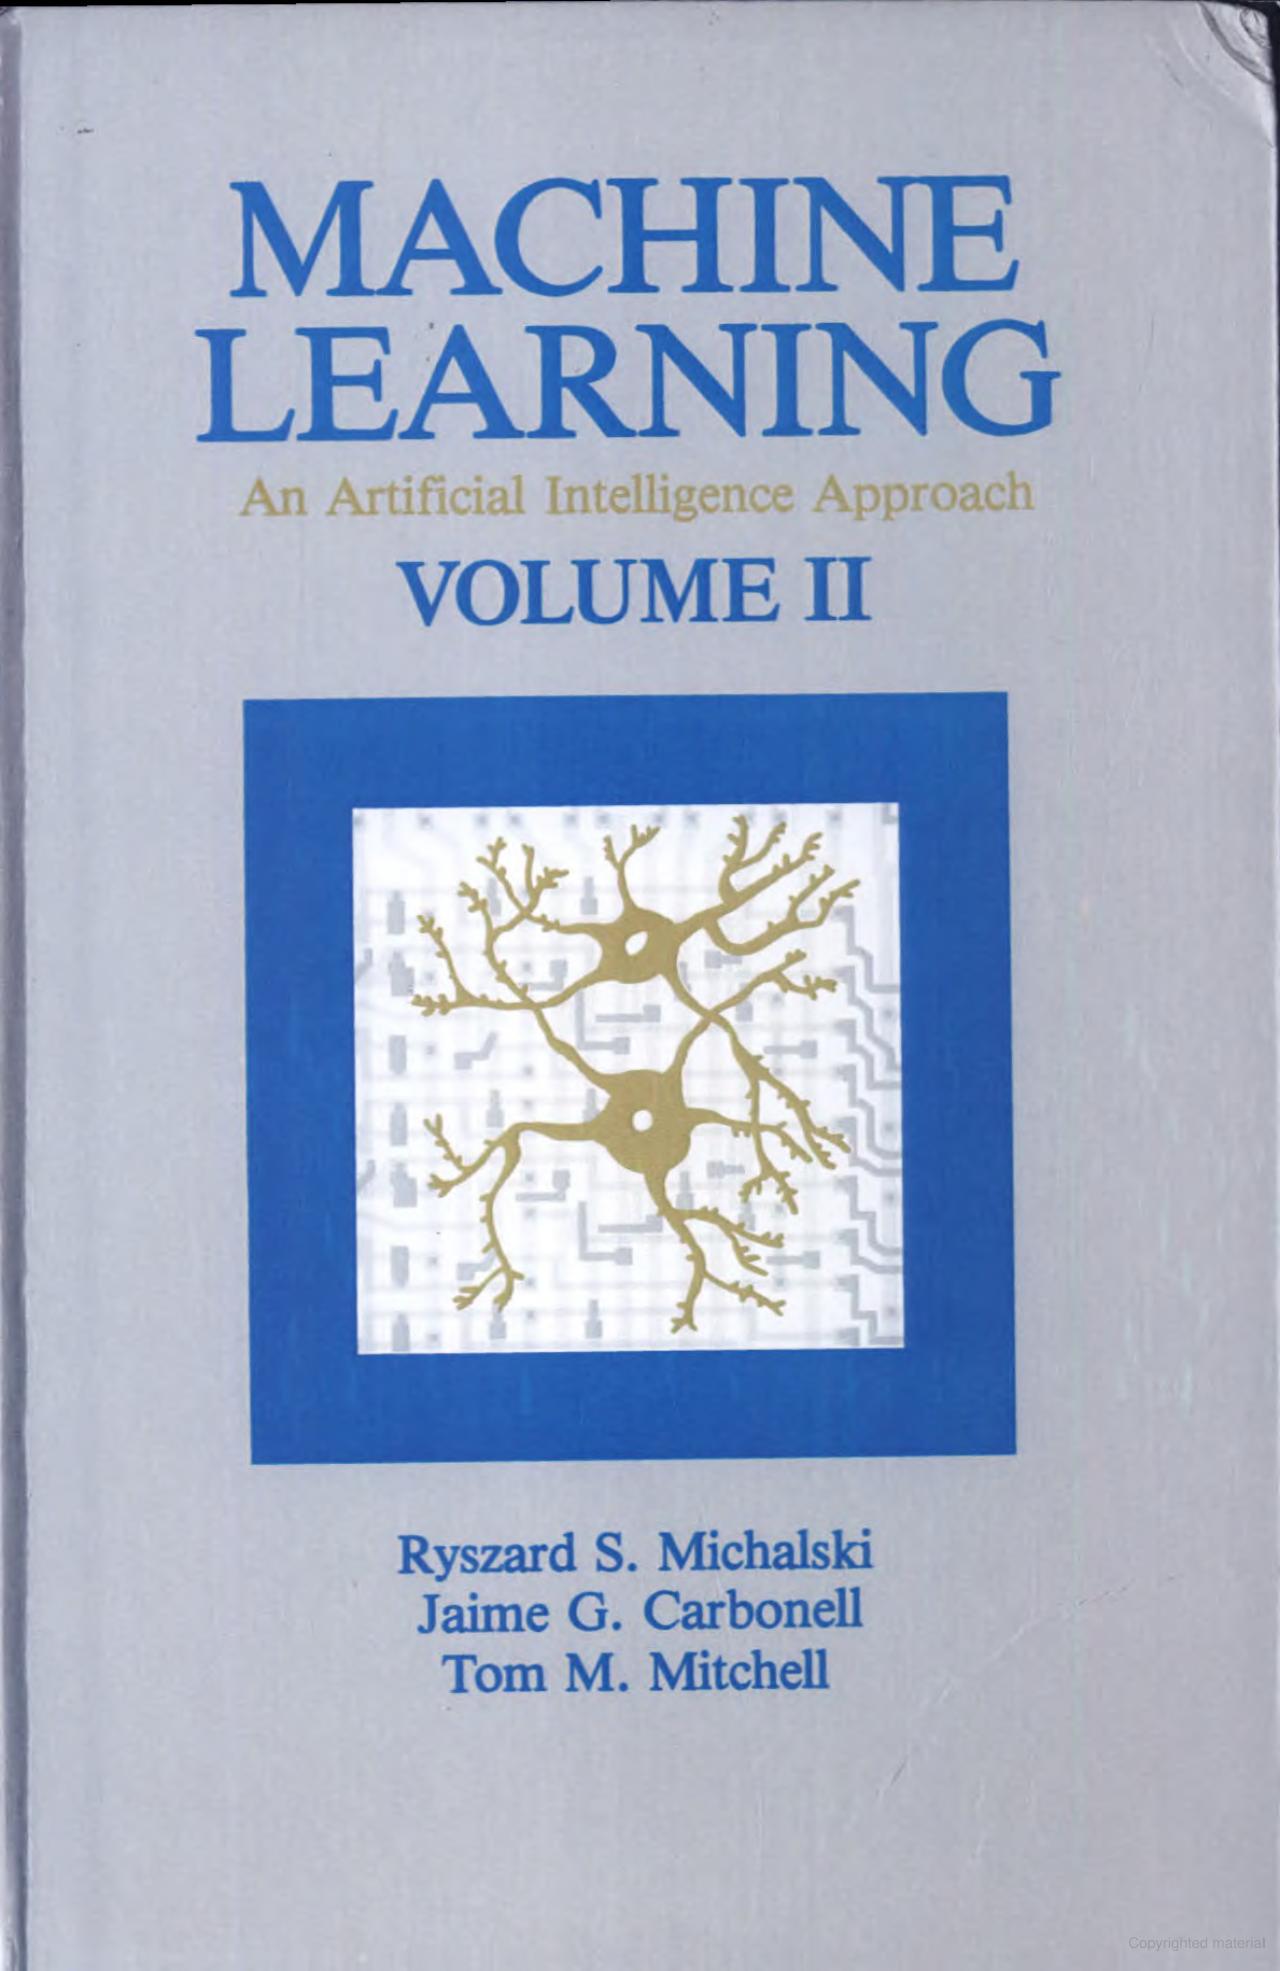 MACHINE
LEARNING
An Artificial Intelligence Approach
VOLUME II
Ryszard S. Michalski
Jaime G. Carbonell
Tom M. Mitchell
Copyrighted material